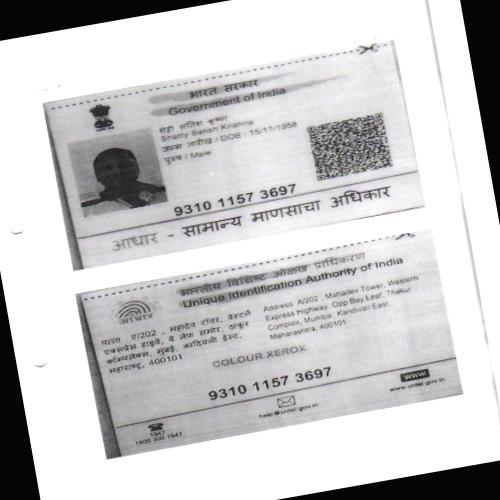 भारत सरकार
Government of India
शेट्टी सतिश कृष्णा
Shetty Satish Krishna
जन्म तारीख / DOB : 15/11/1958
पुरुष / Male
9310 1157 3697
आधार - सामान्य माणसाचा अधिकार
भारतीय विशिष्ट ओळख प्राधिकरण
Unique Identification Authority of India
आधार
पत्ता ए/202 , महादेव टॉवर, वेस्टर्न
एक्सप्रेस हाइवे, बे लेफ समोर, ठाकुर
कॉम्पलेक्स, मुंबई, कांदिवली ईस्ट,
महाराष्ट्र, 400101
Address A/202 , Mahadev Tower, Western
Express Highway, Opp Bay Leaf, Thakur
Complex, Mumbai, Kandivali East,
Maharashtra, 400101
COLOUR XEROX
9310 1157 3697
1947
1800 300 1947
help@uidai.gov.in
www
www.uidai.gov.in